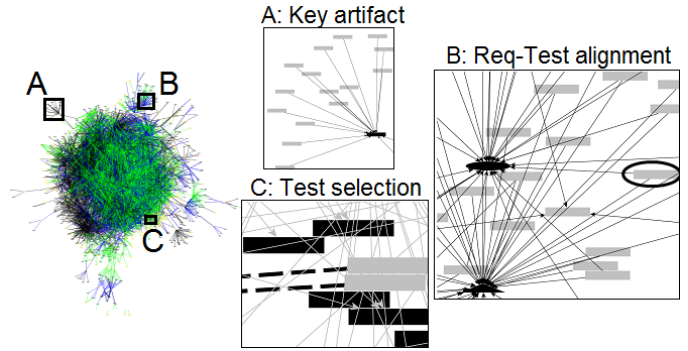 A: Key artifact
A
B
B: Req-Test alignment
C: Test selection
C